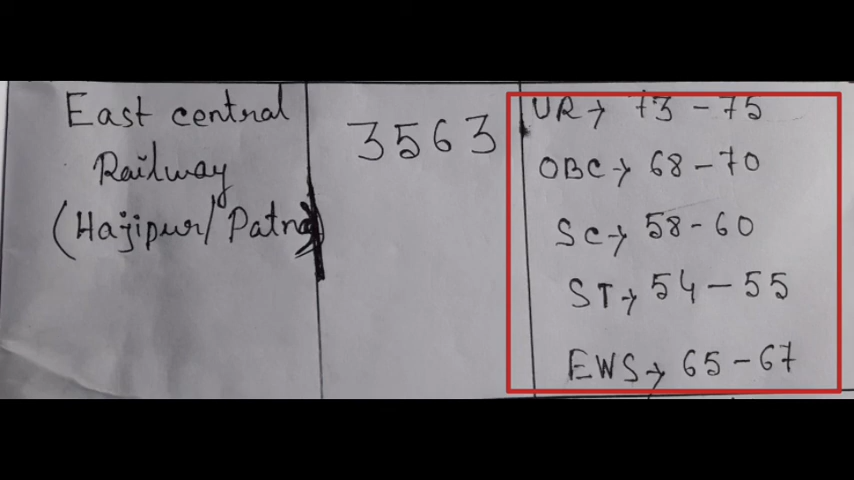 East central
Railway
(Hajipur/Patna)
3563
UR→ 73-75
OBC→ 68-70
SC→ 58-60
ST→ 54-55
EWS→ 65-67